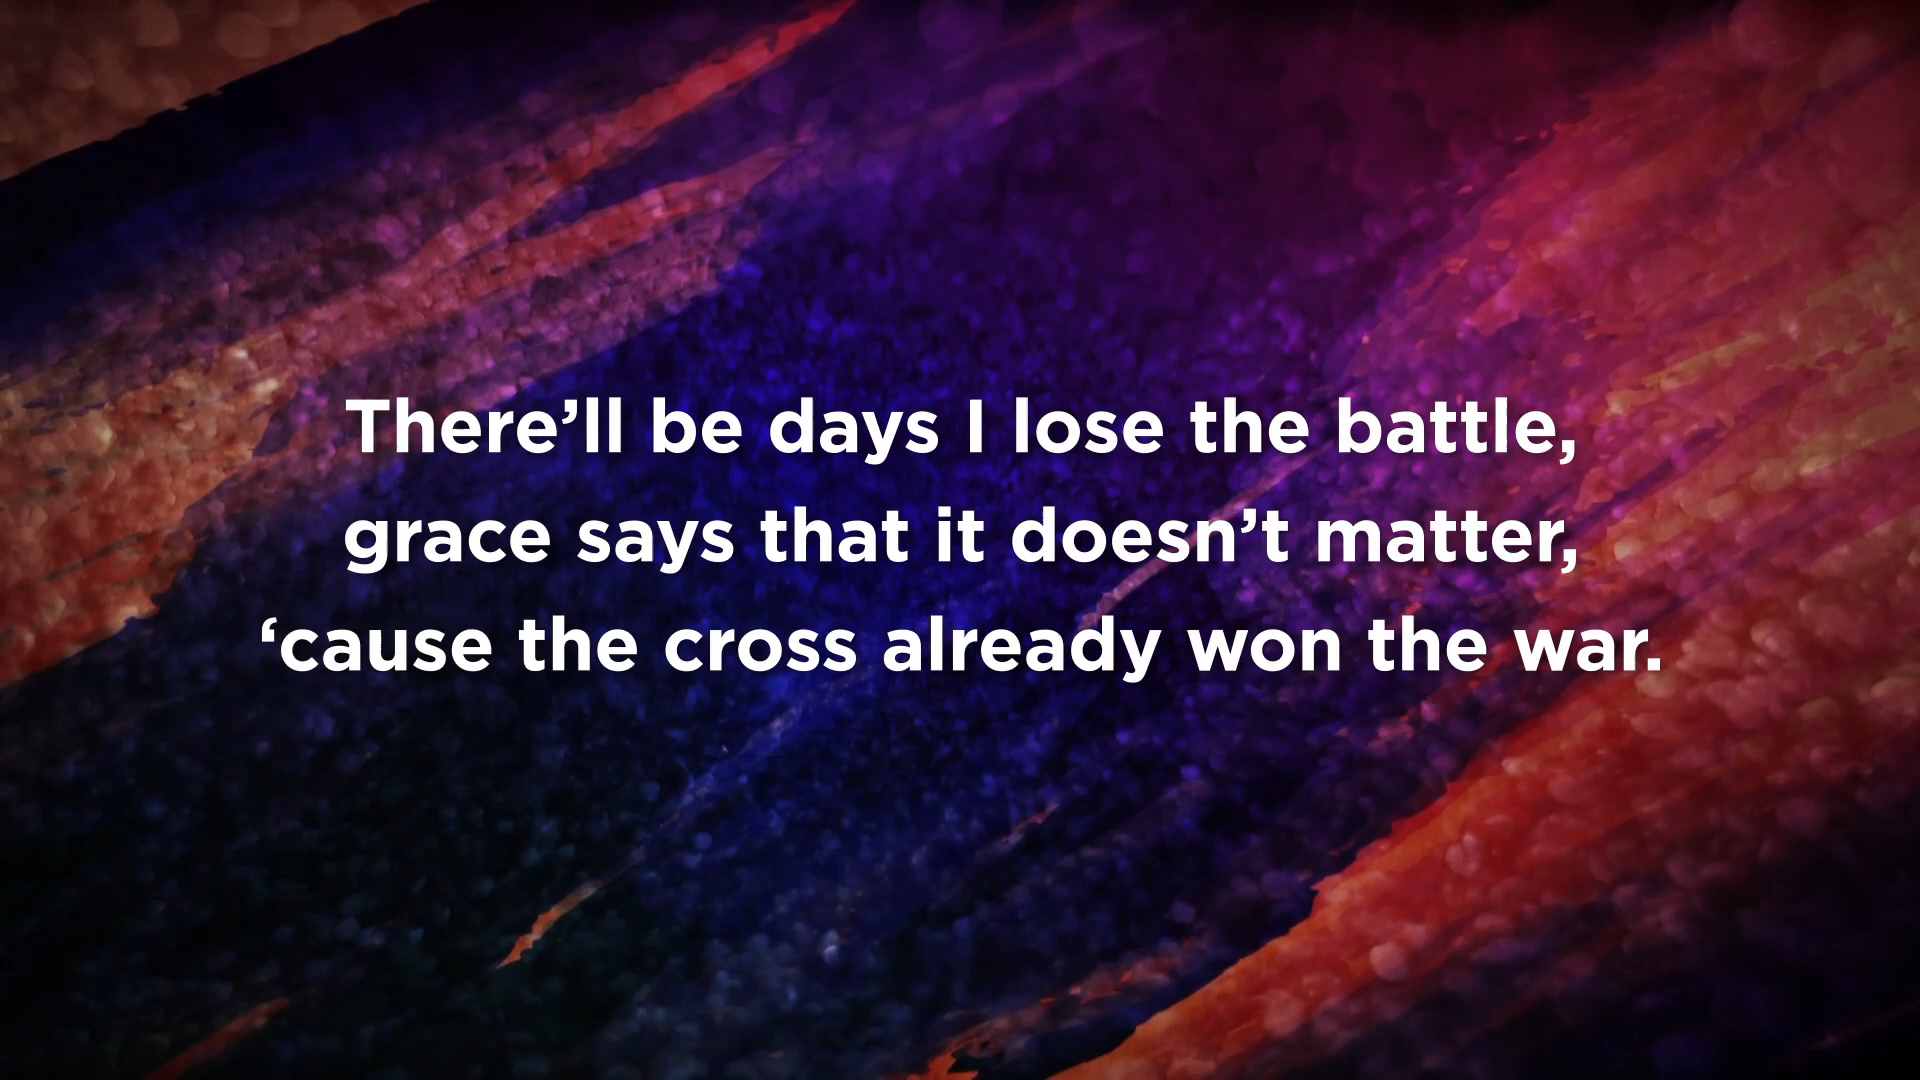 There’ll be days I lose the battle,
grace says that it doesn’t matter,
‘cause the cross already won the war.